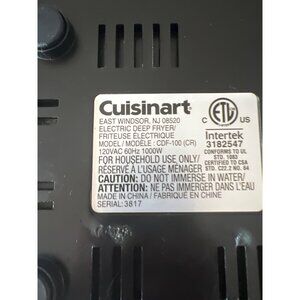 Cuisinart
EAST WINDSOR, NJ 08520
ELECTRIC DEEP FRYER/
FRITEUSE ÉLECTRIQUE
MODEL / MODÈLE : CDF-100 (CR)
120VAC 60Hz 1000W
FOR HOUSEHOLD USE ONLY/
RÉSERVÉ À L'USAGE MÉNAGER
CAUTION: DO NOT IMMERSE IN WATER/
ATTENTION: NE PAS IMMERGER DANS L'EAU
MADE IN CHINA / FABRIQUÉ EN CHINE
SERIAL: 3817
C ETL US
Intertek
3182547
CONFORMS TO UL
STD. 1083
CERTIFIED TO CSA
STD. C22.2 NO. 64